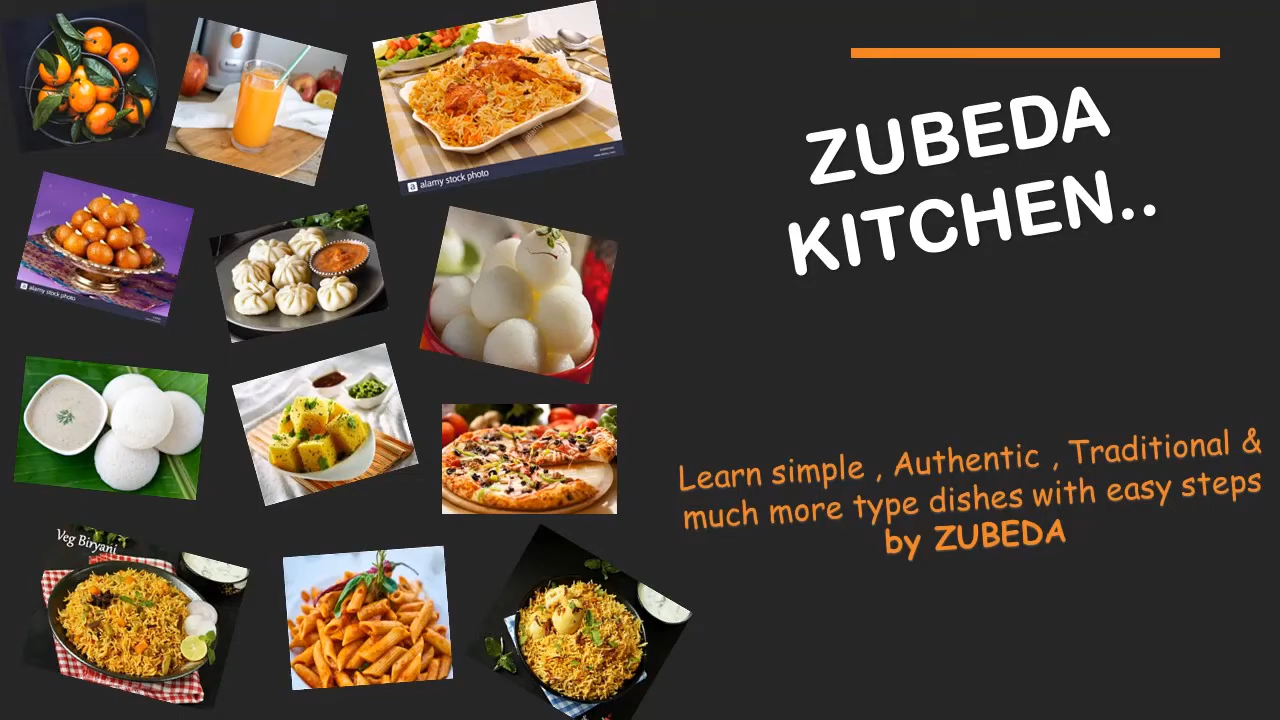 ZUBEDA
KITCHEN..
Learn simple , Authentic , Traditional &
much more type dishes with easy steps
by ZUBEDA
a alamy stock photo
a alamy stock photo
Veg Biryani